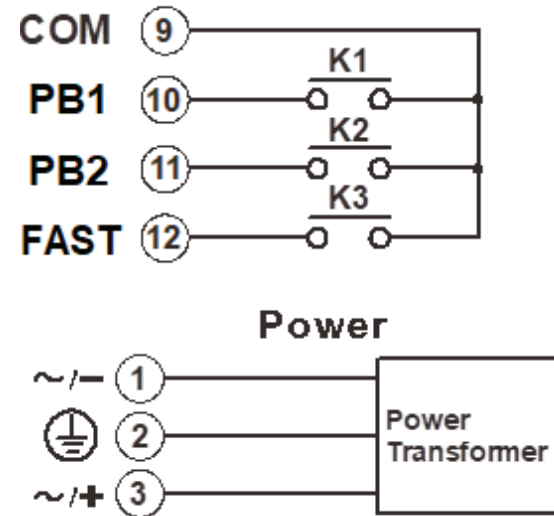 COM 9
K1
PB1 10
K2
PB2 11
K3
FAST 12
Power
~/− 1
2
Power
Transformer
~/+ 3